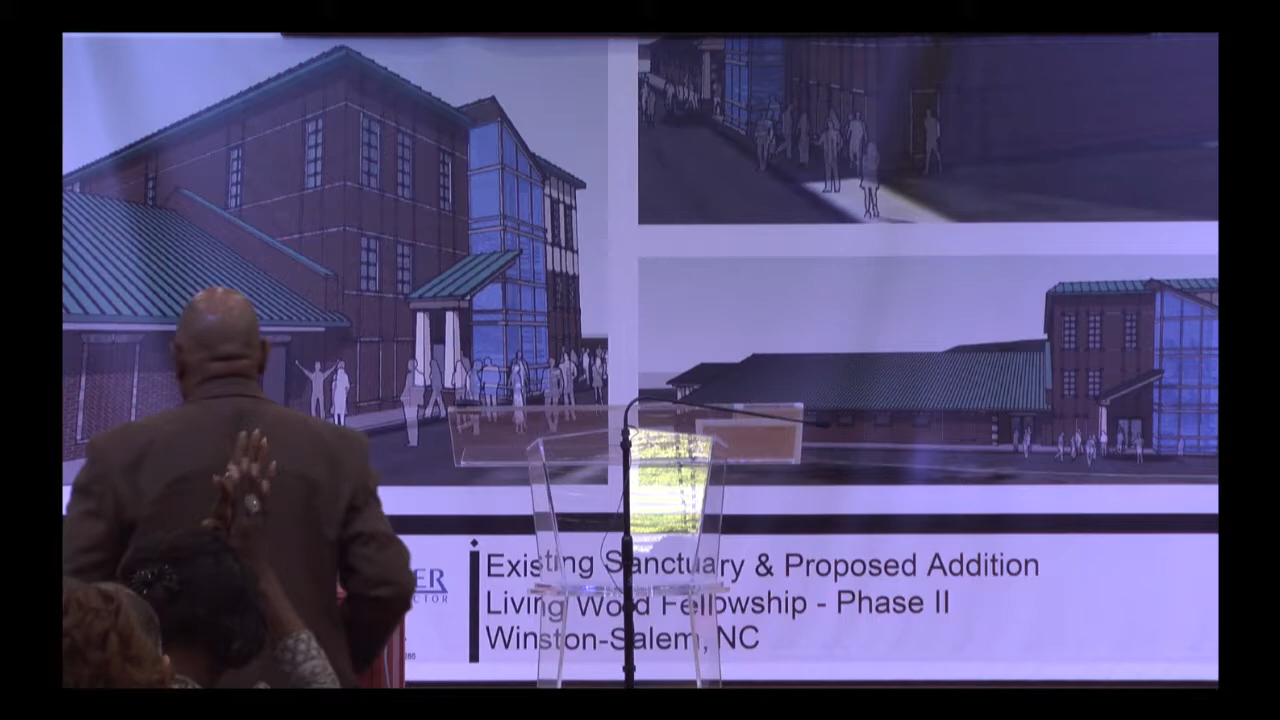 Existing Sanctuary & Proposed Addition
Living Word Fellowship - Phase II
Winston-Salem, NC